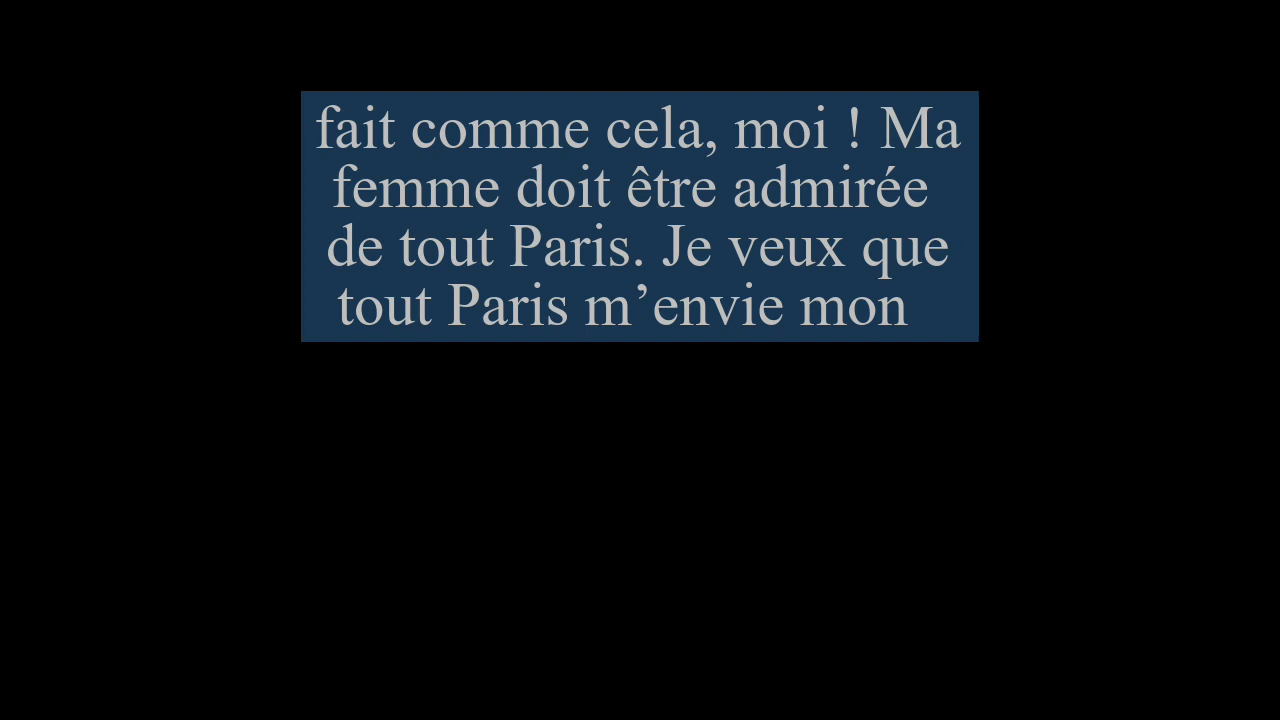 fait comme cela, moi ! Ma
femme doit être admirée
de tout Paris. Je veux que
tout Paris m’envie mon